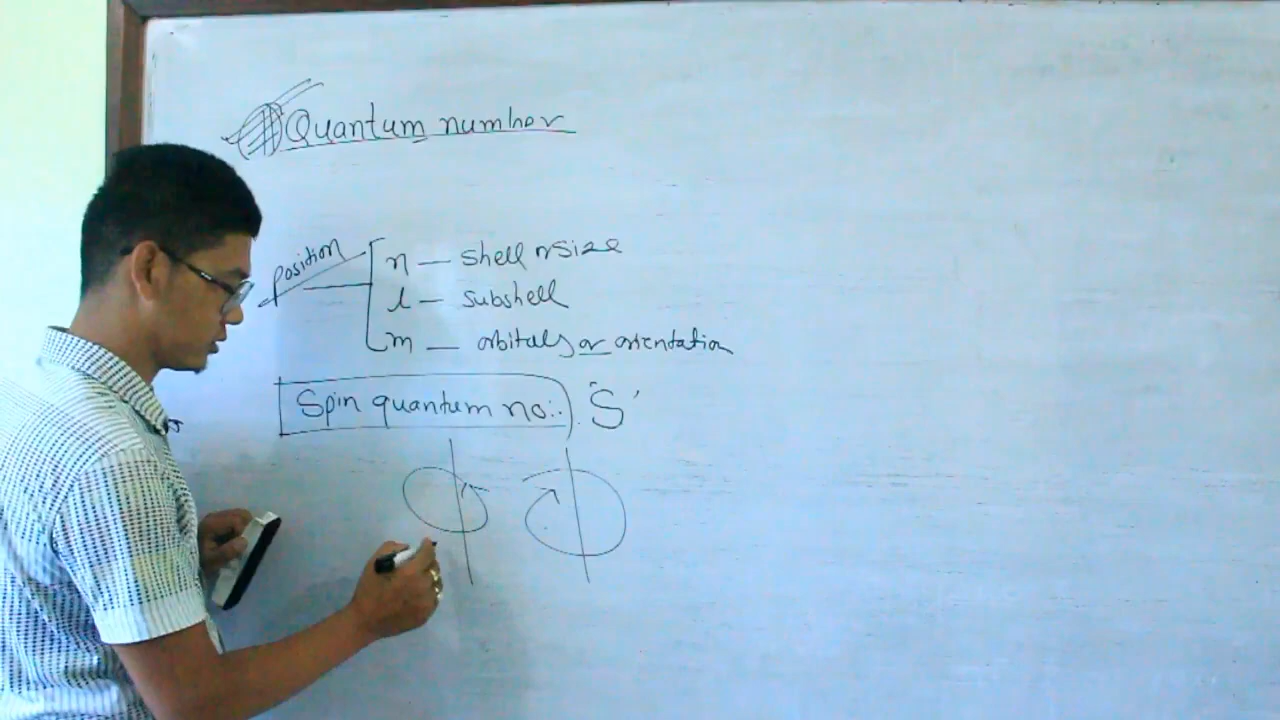 Quantum number
Position
n — shell or size
l — subshell
m — orbitals or orientation
Spin quantum no:. 'S'